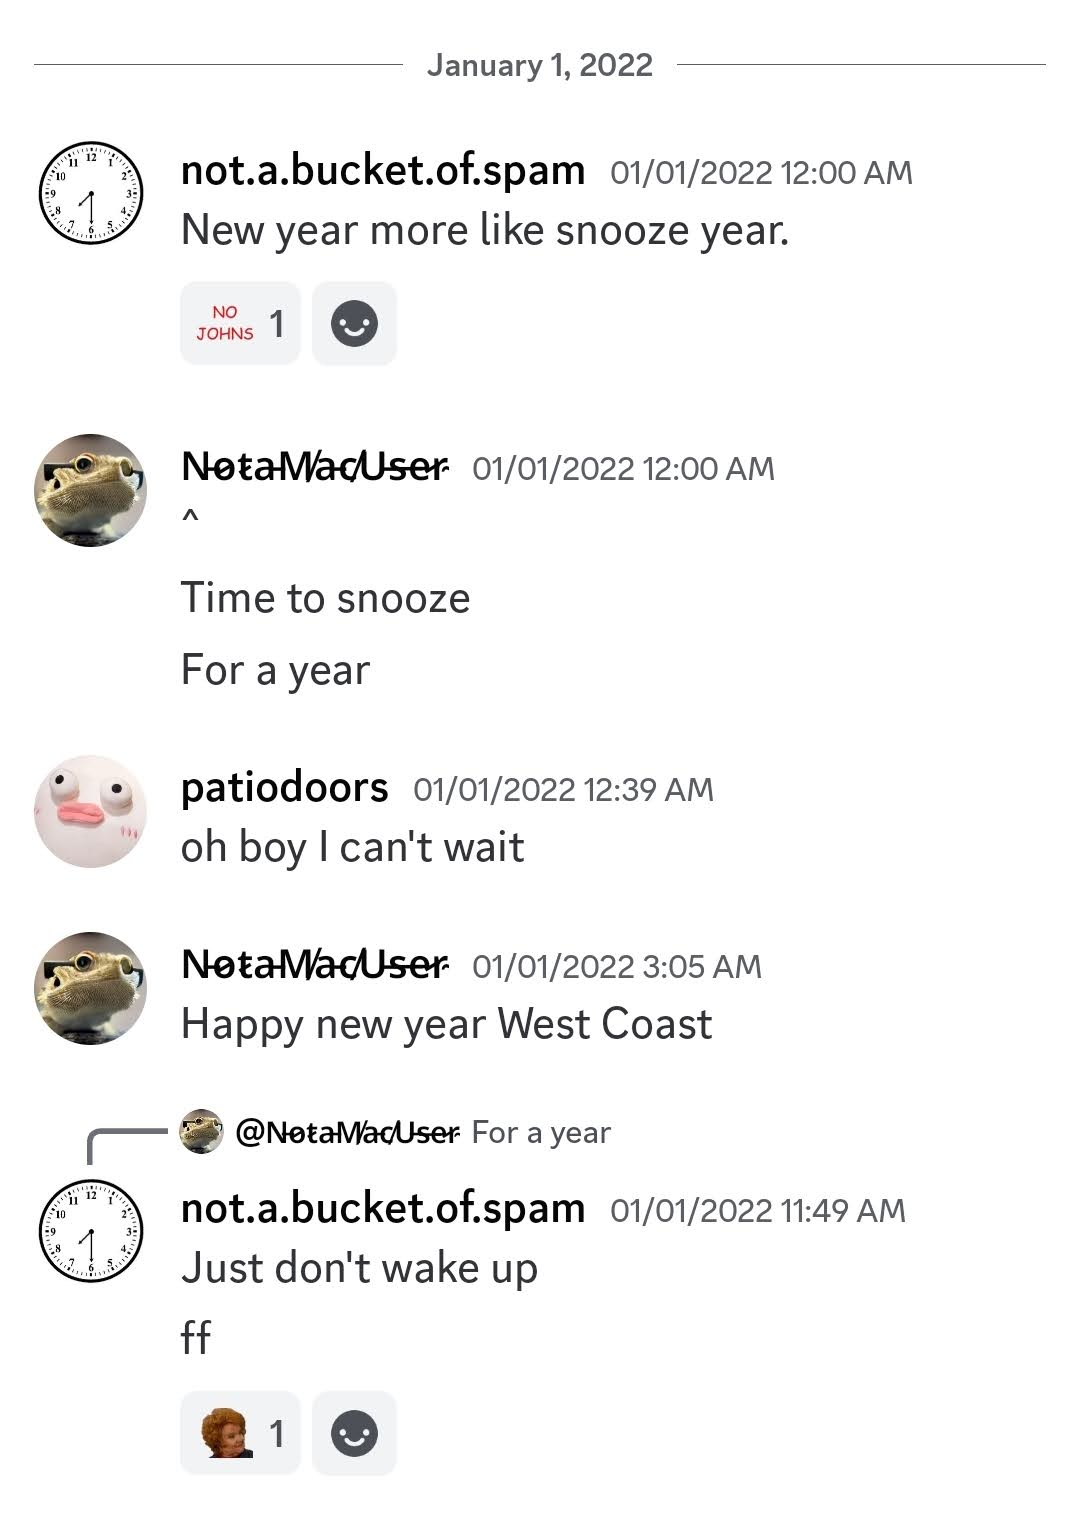 January 1, 2022
not.a.bucket.of.spam 01/01/2022 12:00 AM
New year more like snooze year.
NO
JOHNS 1
N̶o̶t̶a̶M̸a̶c̸U̶s̶e̶r̶ 01/01/2022 12:00 AM
^
Time to snooze
For a year
patiodoors 01/01/2022 12:39 AM
oh boy I can't wait
N̶o̶t̶a̶M̸a̶c̸U̶s̶e̶r̶ 01/01/2022 3:05 AM
Happy new year West Coast
@N̶o̶t̶a̶M̸a̶c̸U̶s̶e̶r̶ For a year
not.a.bucket.of.spam 01/01/2022 11:49 AM
Just don't wake up
ff
1